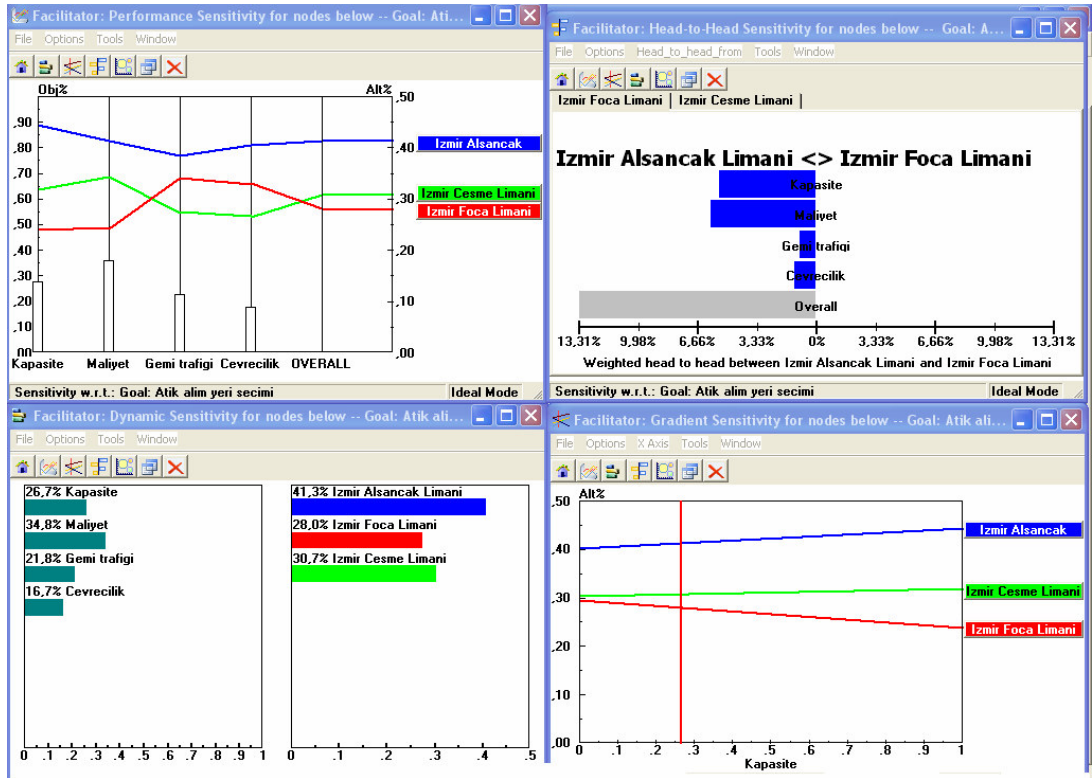 Facilitator: Performance Sensitivity for nodes below -- Goal: Ati...
File Options Tools Window
Obj% Alt%
,50
,90
,80
,40
,70
,60
,30
,50
,40
,20
,30
,20
,10
,10
,00 ,00
Kapasite Maliyet Gemi trafigi Cevrecilik OVERALL
Izmir Alsancak
Izmir Cesme Limani
Izmir Foca Limani
Sensitivity w.r.t.: Goal: Atik alim yeri secimi Ideal Mode
Facilitator: Head-to-Head Sensitivity for nodes below -- Goal: A...
File Options Head_to_head_from Tools Window
Izmir Foca Limani | Izmir Cesme Limani |
Izmir Alsancak Limani <> Izmir Foca Limani
Kapasite
Maliyet
Gemi trafigi
Cevrecilik
Overall
13,31% 9,98% 6,66% 3,33% 0% 3,33% 6,66% 9,98% 13,31%
Weighted head to head between Izmir Alsancak Limani and Izmir Foca Limani
Sensitivity w.r.t.: Goal: Atik alim yeri secimi Ideal Mode
Facilitator: Dynamic Sensitivity for nodes below -- Goal: Atik ali...
File Options Tools Window
26,7% Kapasite
34,8% Maliyet
21,8% Gemi trafigi
16,7% Cevrecilik
0 .1 .2 .3 .4 .5 .6 .7 .8 .9 1
41,3% Izmir Alsancak Limani
28,0% Izmir Foca Limani
30,7% Izmir Cesme Limani
0 .1 .2 .3 .4 .5
Facilitator: Gradient Sensitivity for nodes below -- Goal: Atik ali...
File Options X Axis Tools Window
,50 Alt%
,40
,30
,20
,10
,00
0 .1 .2 .3 .4 .5 .6 .7 .8 .9 1
Kapasite
Izmir Alsancak
Izmir Cesme Limani
Izmir Foca Limani